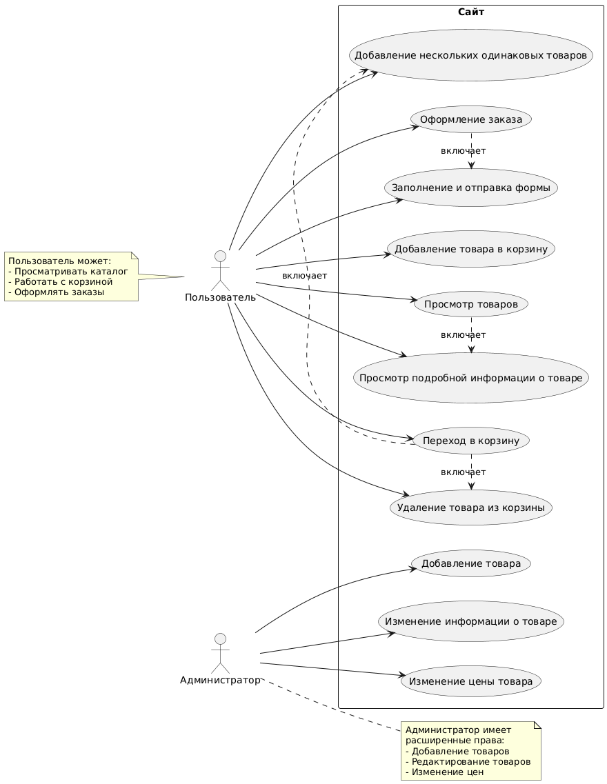 Сайт
Добавление нескольких одинаковых товаров
Оформление заказа
включает
Заполнение и отправка формы
Добавление товара в корзину
Пользователь может:
- Просматривать каталог
- Работать с корзиной
- Оформлять заказы
Пользователь
включает
Просмотр товаров
включает
Просмотр подробной информации о товаре
Переход в корзину
включает
Удаление товара из корзины
Добавление товара
Изменение информации о товаре
Администратор
Изменение цены товара
Администратор имеет
расширенные права:
- Добавление товаров
- Редактирование товаров
- Изменение цен